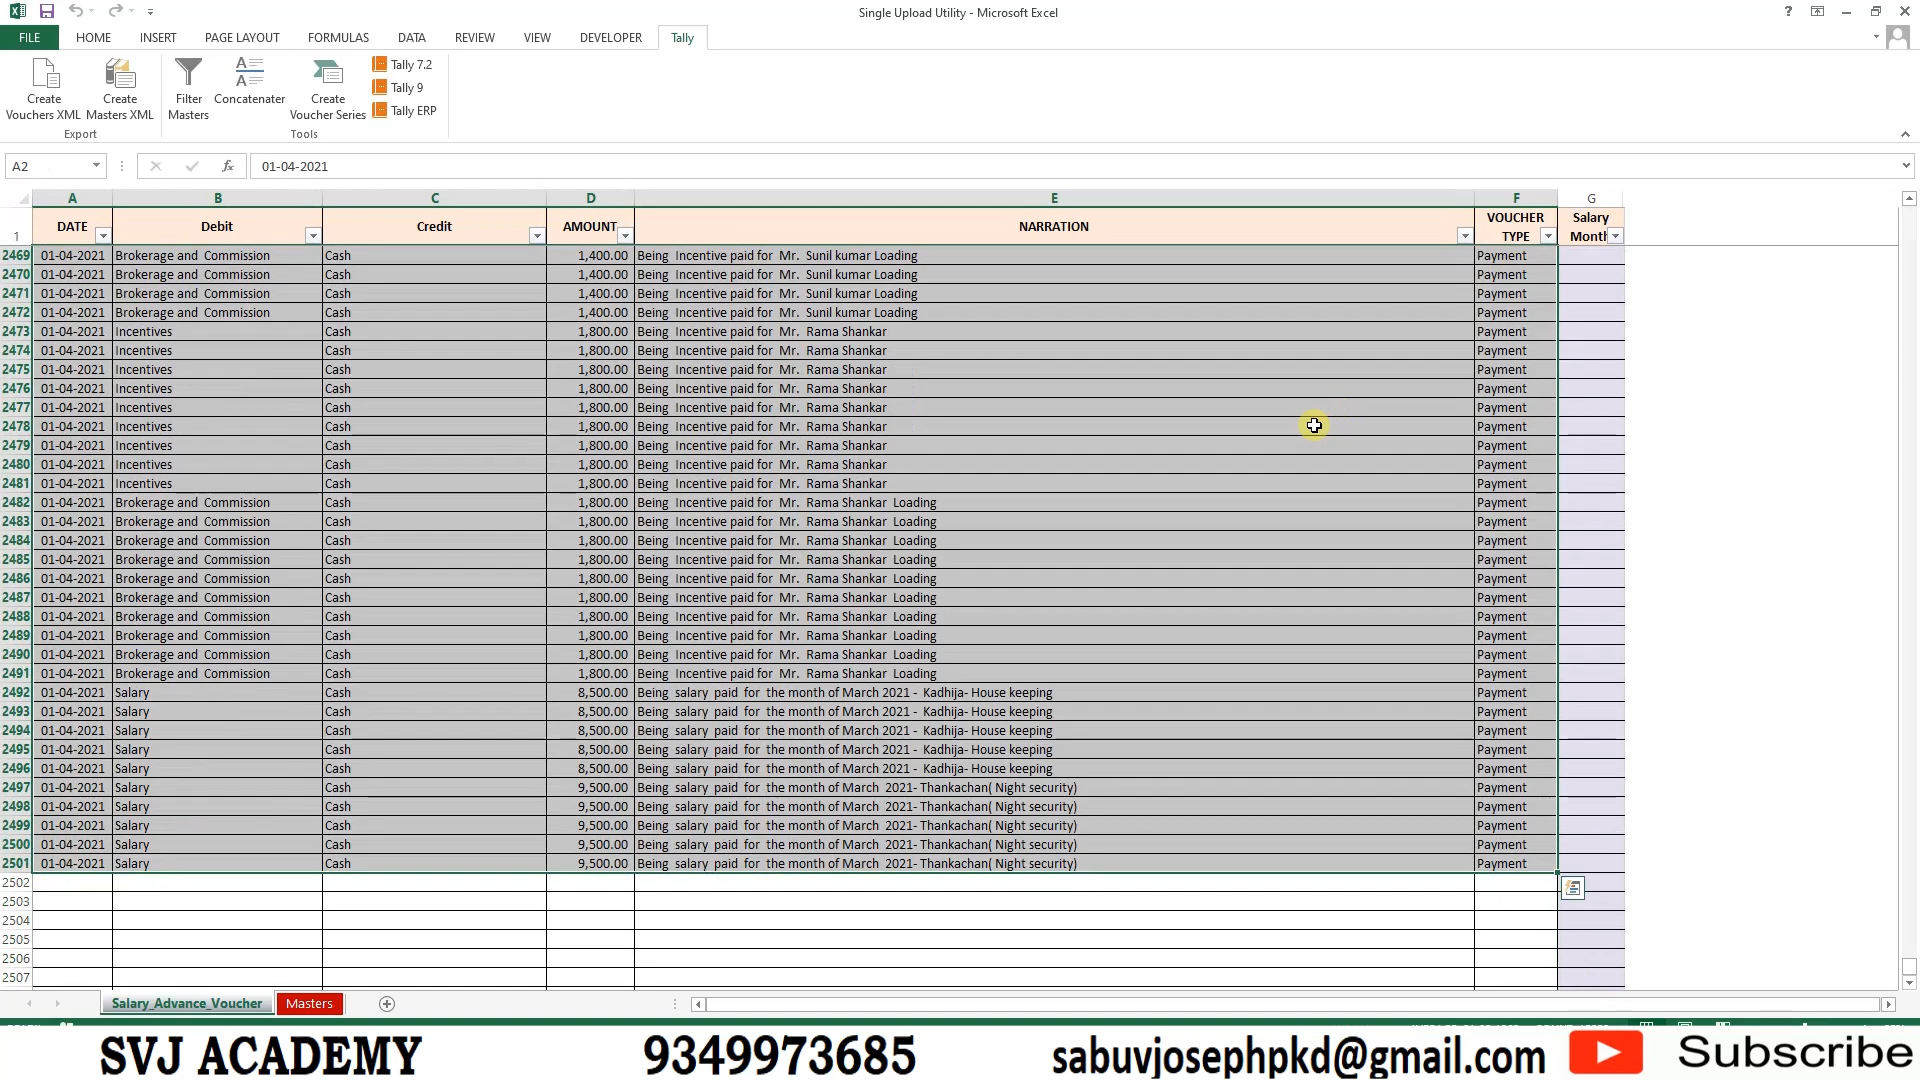 Single Upload Utility - Microsoft Excel
?
FILE HOME INSERT PAGE LAYOUT FORMULAS DATA REVIEW VIEW DEVELOPER Tally
Create Vouchers XML
Create Masters XML
Export
Filter Masters
Concatenater
Create Voucher Series
Tally 7.2
Tally 9
Tally ERP
Tools
A2 fx 01-04-2021
A B C D E F G
1 DATE Debit Credit AMOUNT NARRATION VOUCHER TYPE Salary Month
2469 01-04-2021 Brokerage and Commission Cash 1,400.00 Being Incentive paid for Mr. Sunil kumar Loading Payment
2470 01-04-2021 Brokerage and Commission Cash 1,400.00 Being Incentive paid for Mr. Sunil kumar Loading Payment
2471 01-04-2021 Brokerage and Commission Cash 1,400.00 Being Incentive paid for Mr. Sunil kumar Loading Payment
2472 01-04-2021 Brokerage and Commission Cash 1,400.00 Being Incentive paid for Mr. Sunil kumar Loading Payment
2473 01-04-2021 Incentives Cash 1,800.00 Being Incentive paid for Mr. Rama Shankar Payment
2474 01-04-2021 Incentives Cash 1,800.00 Being Incentive paid for Mr. Rama Shankar Payment
2475 01-04-2021 Incentives Cash 1,800.00 Being Incentive paid for Mr. Rama Shankar Payment
2476 01-04-2021 Incentives Cash 1,800.00 Being Incentive paid for Mr. Rama Shankar Payment
2477 01-04-2021 Incentives Cash 1,800.00 Being Incentive paid for Mr. Rama Shankar Payment
2478 01-04-2021 Incentives Cash 1,800.00 Being Incentive paid for Mr. Rama Shankar Payment
2479 01-04-2021 Incentives Cash 1,800.00 Being Incentive paid for Mr. Rama Shankar Payment
2480 01-04-2021 Incentives Cash 1,800.00 Being Incentive paid for Mr. Rama Shankar Payment
2481 01-04-2021 Incentives Cash 1,800.00 Being Incentive paid for Mr. Rama Shankar Payment
2482 01-04-2021 Brokerage and Commission Cash 1,800.00 Being Incentive paid for Mr. Rama Shankar Loading Payment
2483 01-04-2021 Brokerage and Commission Cash 1,800.00 Being Incentive paid for Mr. Rama Shankar Loading Payment
2484 01-04-2021 Brokerage and Commission Cash 1,800.00 Being Incentive paid for Mr. Rama Shankar Loading Payment
2485 01-04-2021 Brokerage and Commission Cash 1,800.00 Being Incentive paid for Mr. Rama Shankar Loading Payment
2486 01-04-2021 Brokerage and Commission Cash 1,800.00 Being Incentive paid for Mr. Rama Shankar Loading Payment
2487 01-04-2021 Brokerage and Commission Cash 1,800.00 Being Incentive paid for Mr. Rama Shankar Loading Payment
2488 01-04-2021 Brokerage and Commission Cash 1,800.00 Being Incentive paid for Mr. Rama Shankar Loading Payment
2489 01-04-2021 Brokerage and Commission Cash 1,800.00 Being Incentive paid for Mr. Rama Shankar Loading Payment
2490 01-04-2021 Brokerage and Commission Cash 1,800.00 Being Incentive paid for Mr. Rama Shankar Loading Payment
2491 01-04-2021 Brokerage and Commission Cash 1,800.00 Being Incentive paid for Mr. Rama Shankar Loading Payment
2492 01-04-2021 Salary Cash 8,500.00 Being salary paid for the month of March 2021 - Kadhija- House keeping Payment
2493 01-04-2021 Salary Cash 8,500.00 Being salary paid for the month of March 2021 - Kadhija- House keeping Payment
2494 01-04-2021 Salary Cash 8,500.00 Being salary paid for the month of March 2021 - Kadhija- House keeping Payment
2495 01-04-2021 Salary Cash 8,500.00 Being salary paid for the month of March 2021 - Kadhija- House keeping Payment
2496 01-04-2021 Salary Cash 8,500.00 Being salary paid for the month of March 2021 - Kadhija- House keeping Payment
2497 01-04-2021 Salary Cash 9,500.00 Being salary paid for the month of March 2021- Thankachan( Night security) Payment
2498 01-04-2021 Salary Cash 9,500.00 Being salary paid for the month of March 2021- Thankachan( Night security) Payment
2499 01-04-2021 Salary Cash 9,500.00 Being salary paid for the month of March 2021- Thankachan( Night security) Payment
2500 01-04-2021 Salary Cash 9,500.00 Being salary paid for the month of March 2021- Thankachan( Night security) Payment
2501 01-04-2021 Salary Cash 9,500.00 Being salary paid for the month of March 2021- Thankachan( Night security) Payment
2502
2503
2504
2505
2506
2507
Salary_Advance_Voucher Masters
SVJ ACADEMY 9349973685 sabuvjosephpkd@gmail.com Subscribe